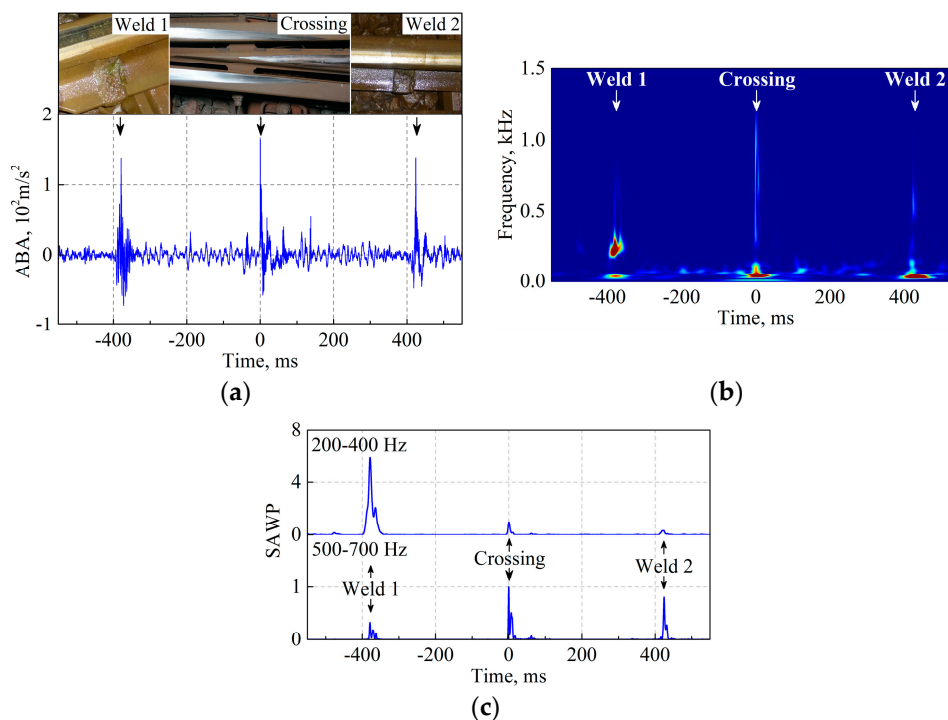 Weld 1 Crossing Weld 2
2
1
0
-1
ABA, 10²m/s²
-400 -200 0 200 400
Time, ms
(a)
1.5
1.0
0.5
0.0
Frequency, kHz
Weld 1 Crossing Weld 2
-400 -200 0 200 400
Time, ms
(b)
8
200-400 Hz
4
0
500-700 Hz
SAWP
Crossing
Weld 1 Weld 2
1
0
-400 -200 0 200 400
Time, ms
(c)